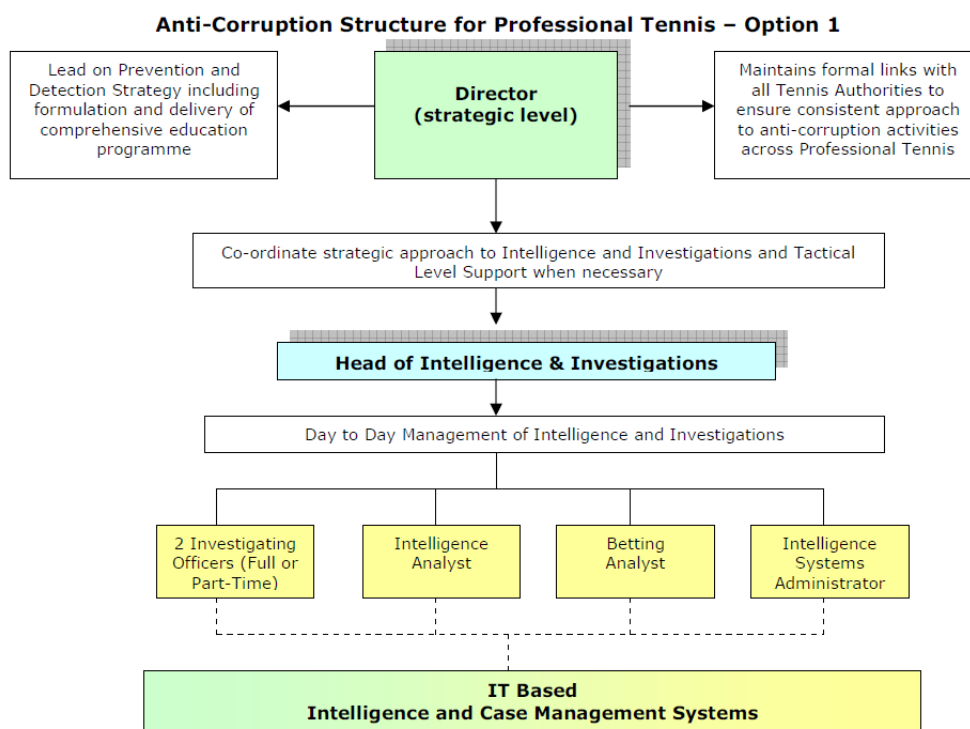 Anti-Corruption Structure for Professional Tennis – Option 1
Lead on Prevention and
Detection Strategy including
formulation and delivery of
comprehensive education
programme
Director
(strategic level)
Maintains formal links with
all Tennis Authorities to
ensure consistent approach
to anti-corruption activities
across Professional Tennis
Co-ordinate strategic approach to Intelligence and Investigations and Tactical
Level Support when necessary
Head of Intelligence & Investigations
Day to Day Management of Intelligence and Investigations
2 Investigating
Officers (Full or
Part-Time)
Intelligence
Analyst
Betting
Analyst
Intelligence
Systems
Administrator
IT Based
Intelligence and Case Management Systems